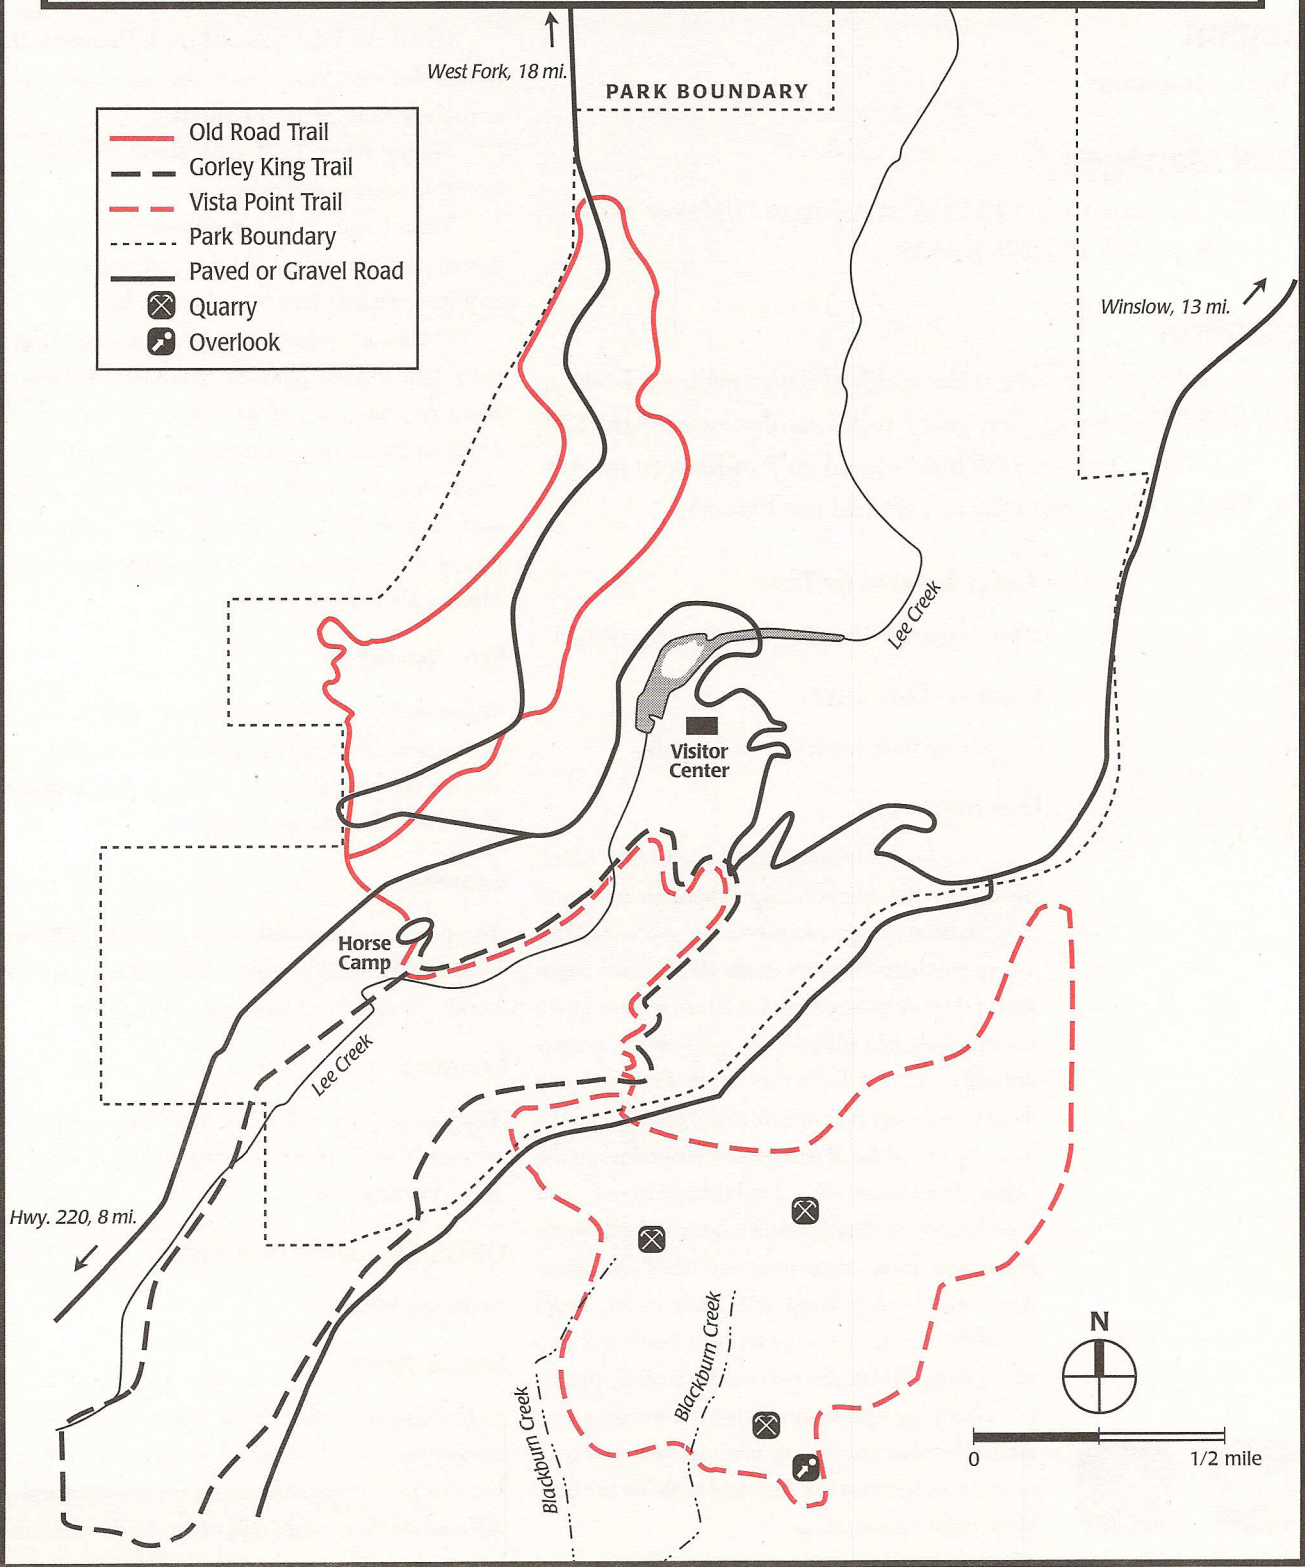 West Fork, 18 mi.
PARK BOUNDARY
Old Road Trail
Gorley King Trail
Vista Point Trail
Park Boundary
Paved or Gravel Road
Quarry
Overlook
Winslow, 13 mi.
Lee Creek
Visitor
Center
Horse
Camp
Lee Creek
Hwy. 220, 8 mi.
Blackburn Creek
Blackburn Creek
N
0
1/2 mile